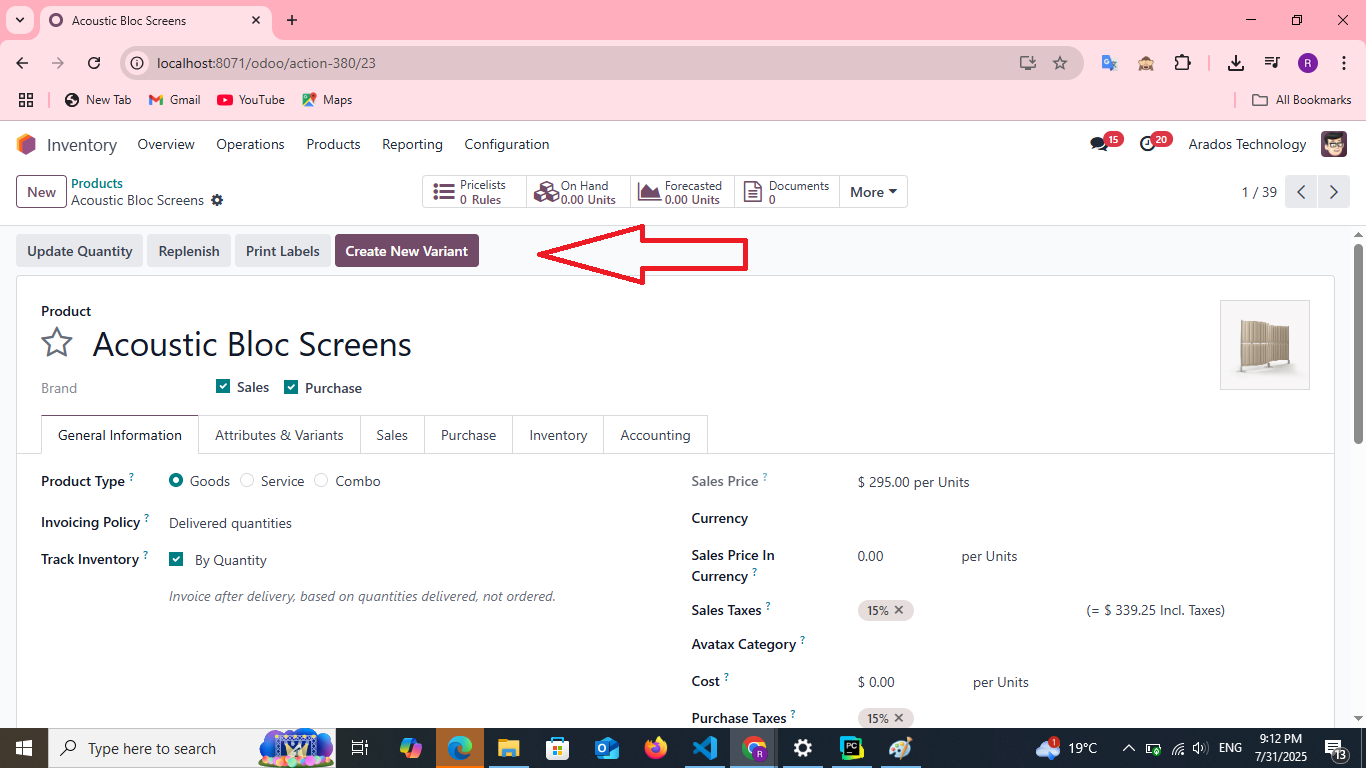 Acoustic Bloc Screens
localhost:8071/odoo/action-380/23
R
New Tab Gmail YouTube Maps All Bookmarks
Inventory Overview Operations Products Reporting Configuration 15 20 Arados Technology
New Products
Acoustic Bloc Screens
Pricelists
0 Rules
On Hand
0.00 Units
Forecasted
0.00 Units
Documents
0
More
1 / 39
Update Quantity Replenish Print Labels Create New Variant
Product
Acoustic Bloc Screens
Brand Sales Purchase
General Information Attributes & Variants Sales Purchase Inventory Accounting
Product Type ? Goods Service Combo
Sales Price ? $ 295.00 per Units
Invoicing Policy ? Delivered quantities
Currency
Track Inventory ? By Quantity
Sales Price In
Currency ? 0.00 per Units
Invoice after delivery, based on quantities delivered, not ordered.
Sales Taxes ? 15% ✕ (= $ 339.25 Incl. Taxes)
Avatax Category ?
Cost ? $ 0.00 per Units
Purchase Taxes ? 15% ✕
Type here to search
PC
R
1
19°C
ENG
9:12 PM
7/31/2025
13